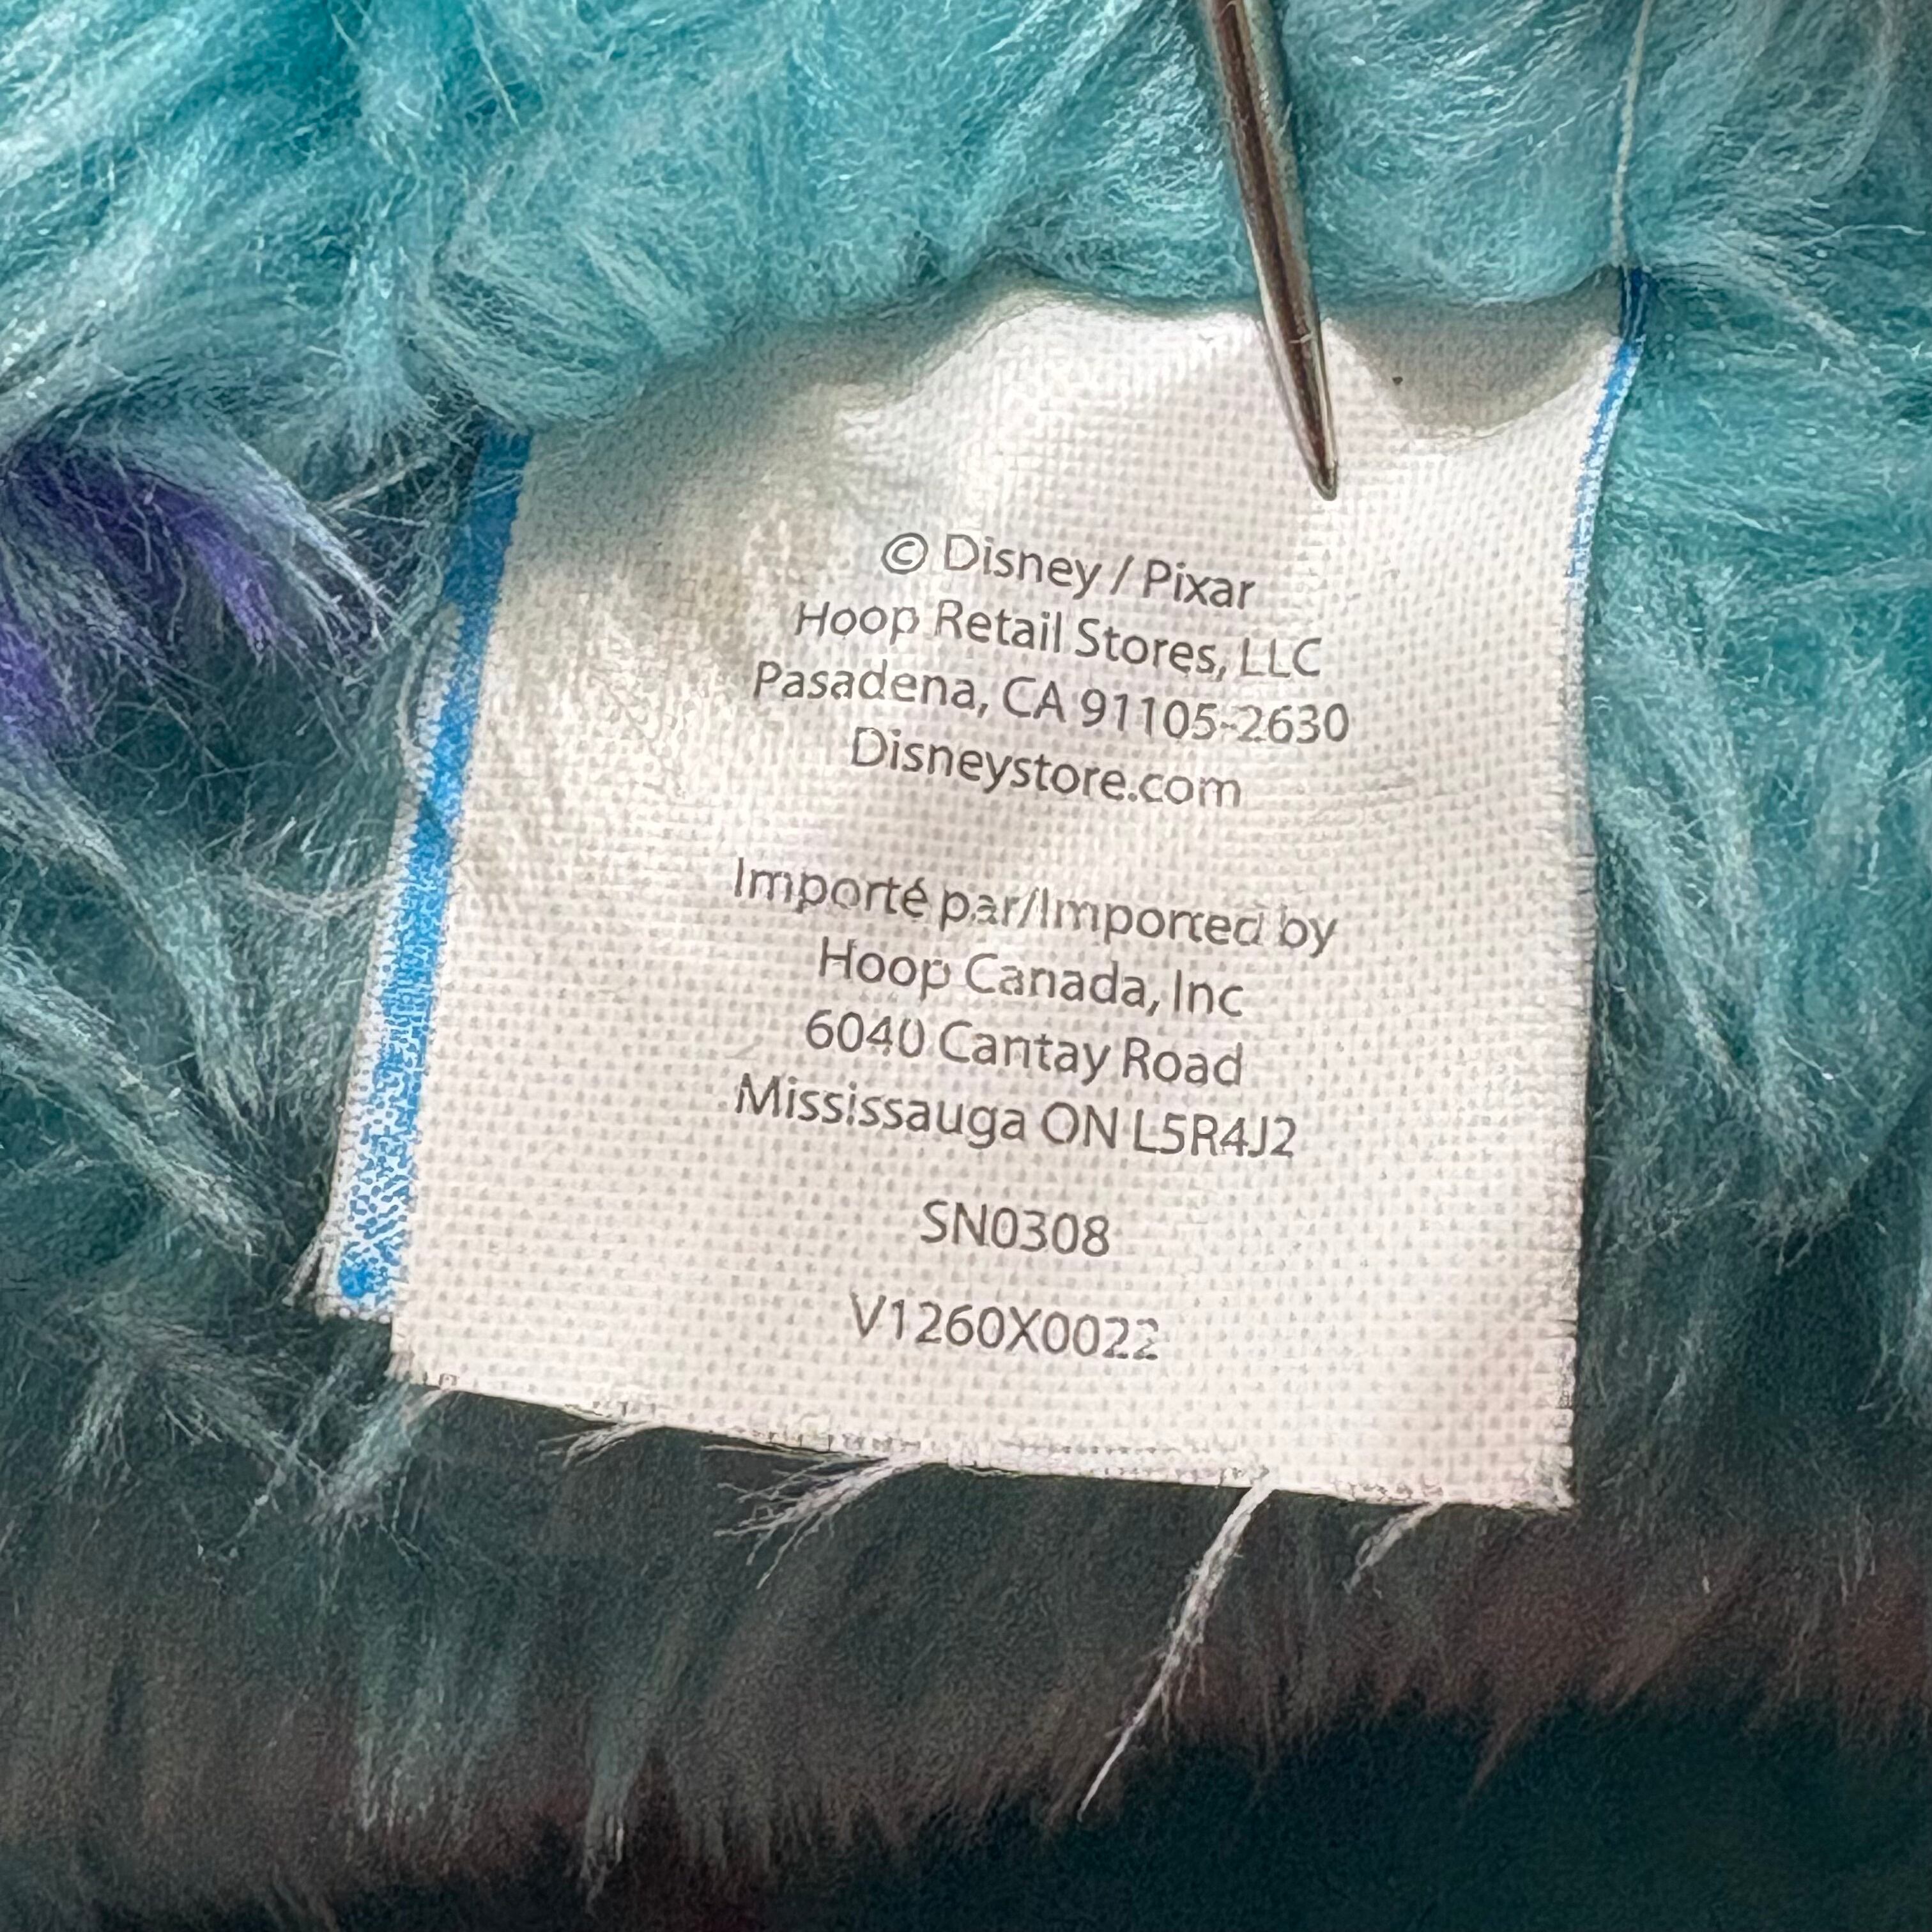 © Disney / Pixar
Hoop Retail Stores, LLC
Pasadena, CA 91105-2630
Disneystore.com
Importé par/Imported by
Hoop Canada, Inc
6040 Cantay Road
Mississauga ON L5R4J2
SN0308
V1260X0022